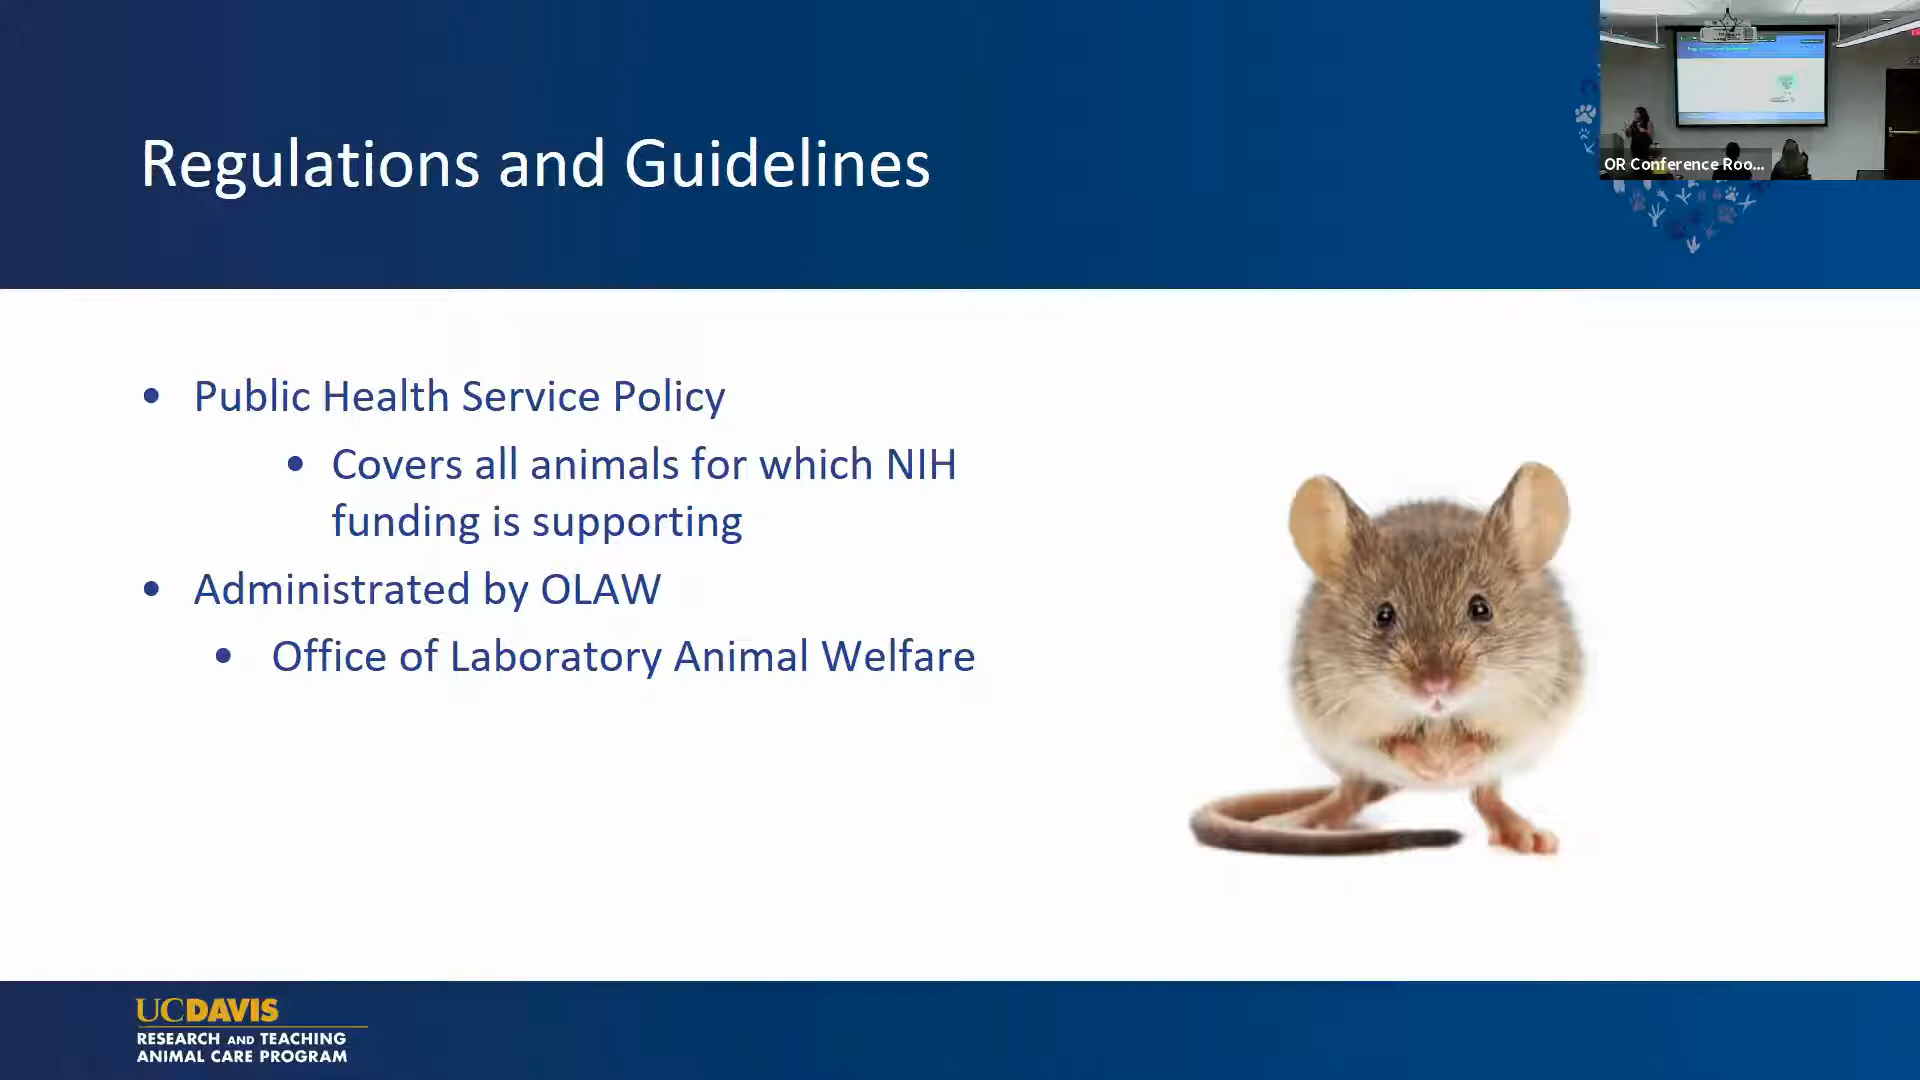 Regulations and Guidelines
OR Conference Roo...
• Public Health Service Policy
• Covers all animals for which NIH
funding is supporting
• Administrated by OLAW
• Office of Laboratory Animal Welfare
UCDAVIS
RESEARCH AND TEACHING
ANIMAL CARE PROGRAM